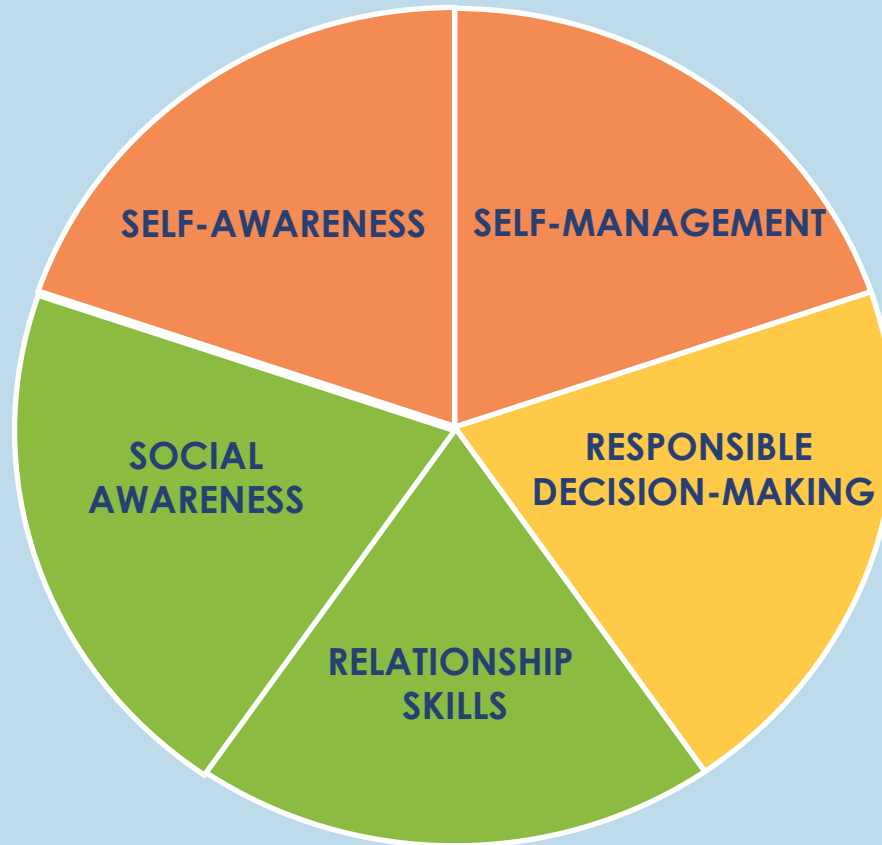 SELF-AWARENESS
SELF-MANAGEMENT
RESPONSIBLE
DECISION-MAKING
SOCIAL
AWARENESS
RELATIONSHIP
SKILLS